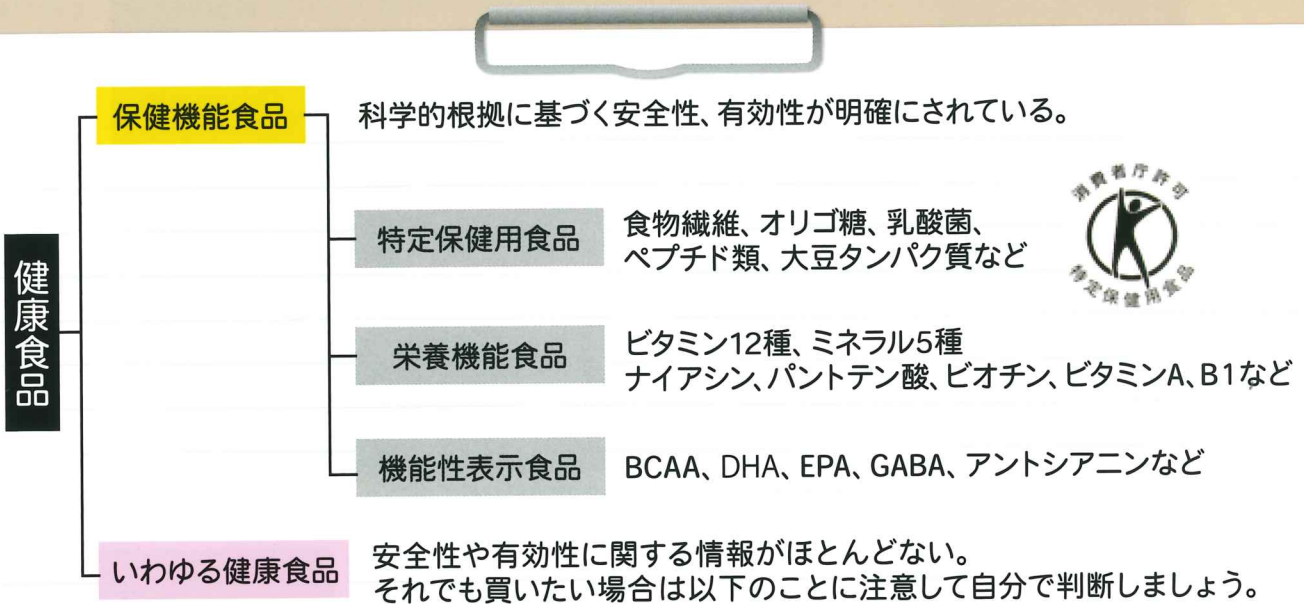 健康食品
保健機能食品
科学的根拠に基づく安全性、有効性が明確にされている。
特定保健用食品
食物繊維、オリゴ糖、乳酸菌、
ペプチド類、大豆タンパク質など
消費者庁許可
特定保健用食品
栄養機能食品
ビタミン12種、ミネラル5種
ナイアシン、パントテン酸、ビオチン、ビタミンA、B1など
機能性表示食品
BCAA、DHA、EPA、GABA、アントシアニンなど
いわゆる健康食品
安全性や有効性に関する情報がほとんどない。
それでも買いたい場合は以下のことに注意して自分で判断しましょう。